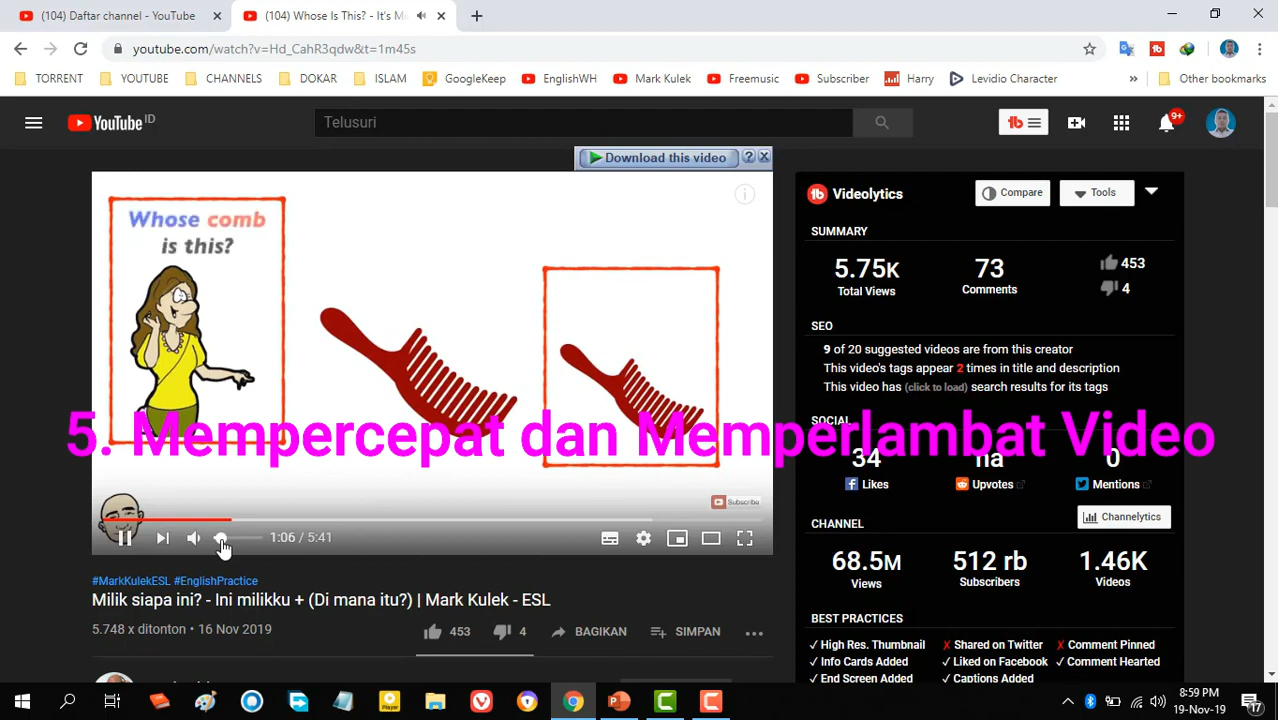 (104) Daftar channel - YouTube
(104) Whose Is This? - It's M
youtube.com/watch?v=Hd_CahR3qdw&t=1m45s
TORRENT
YOUTUBE
CHANNELS
DOKAR
ISLAM
GoogleKeep
EnglishWH
Mark Kulek
Freemusic
Subscriber
Harry
Levidio Channel
»
Other bookmarks
YouTube ID
Telusuri
9+
Download this video
Whose comb
is this?
Subscribe
1:06 / 5:41
5. Mempercepat dan Memperlambat Video
#MarkKulekESL #EnglishPractice
Milik siapa ini? - Ini milikku + (Di mana itu?) | Mark Kulek - ESL
5.748 x ditonton • 16 Nov 2019
453
4
BAGIKAN
SIMPAN
Videolytics
Compare
Tools
SUMMARY
5.75K
Total Views
73
Comments
453
4
SEO
9 of 20 suggested videos are from this creator
This video's tags appear 2 times in title and description
This video has (click to load) search results for its tags
SOCIAL
34
Likes
na
Upvotes
0
Mentions
Channelytics
CHANNEL
68.5M
Views
512 rb
Subscribers
1.46K
Videos
BEST PRACTICES
✓ High Res. Thumbnail
✗ Shared on Twitter
✗ Comment Pinned
✓ Info Cards Added
✓ Liked on Facebook
✓ Comment Hearted
✓ End Screen Added
✓ Captions Added
8:59 PM
19-Nov-19
17